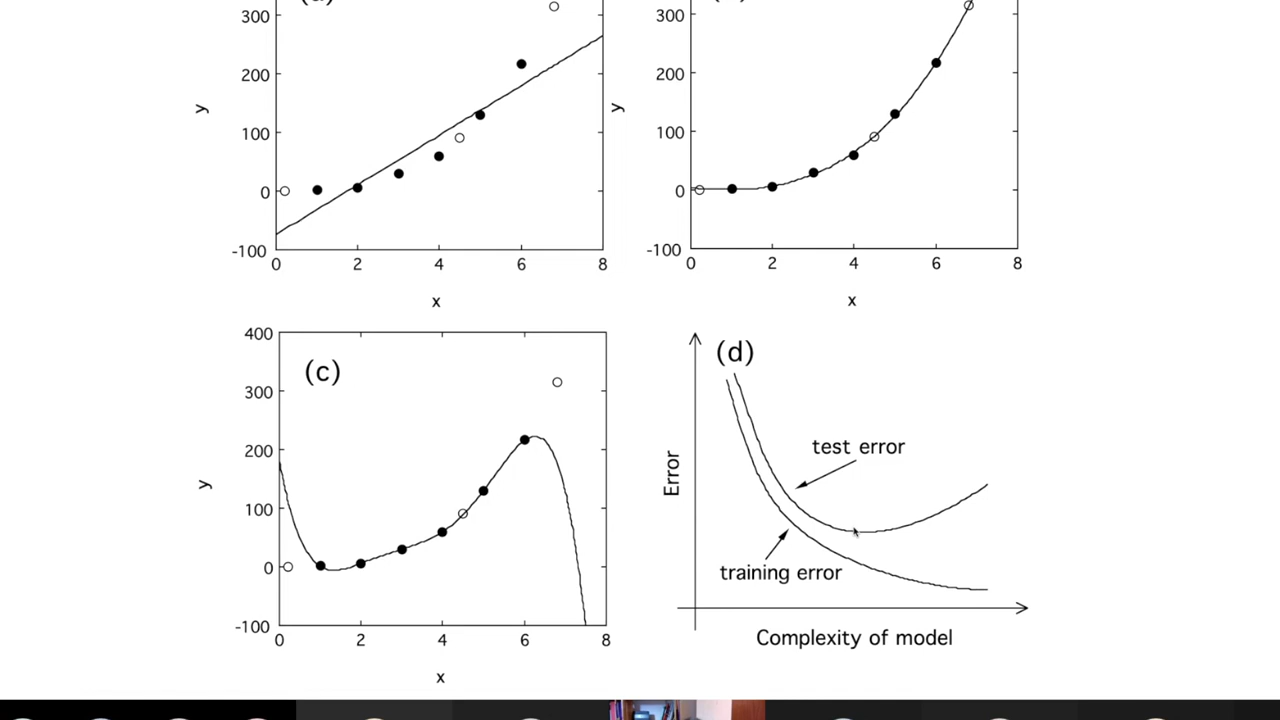 300
200
100
0
-100
y
0 2 4 6 8
x
300
200
100
0
-100
y
0 2 4 6 8
x
400
300
200
100
0
-100
y
(c)
0 2 4 6 8
x
(d)
test error
Error
training error
Complexity of model